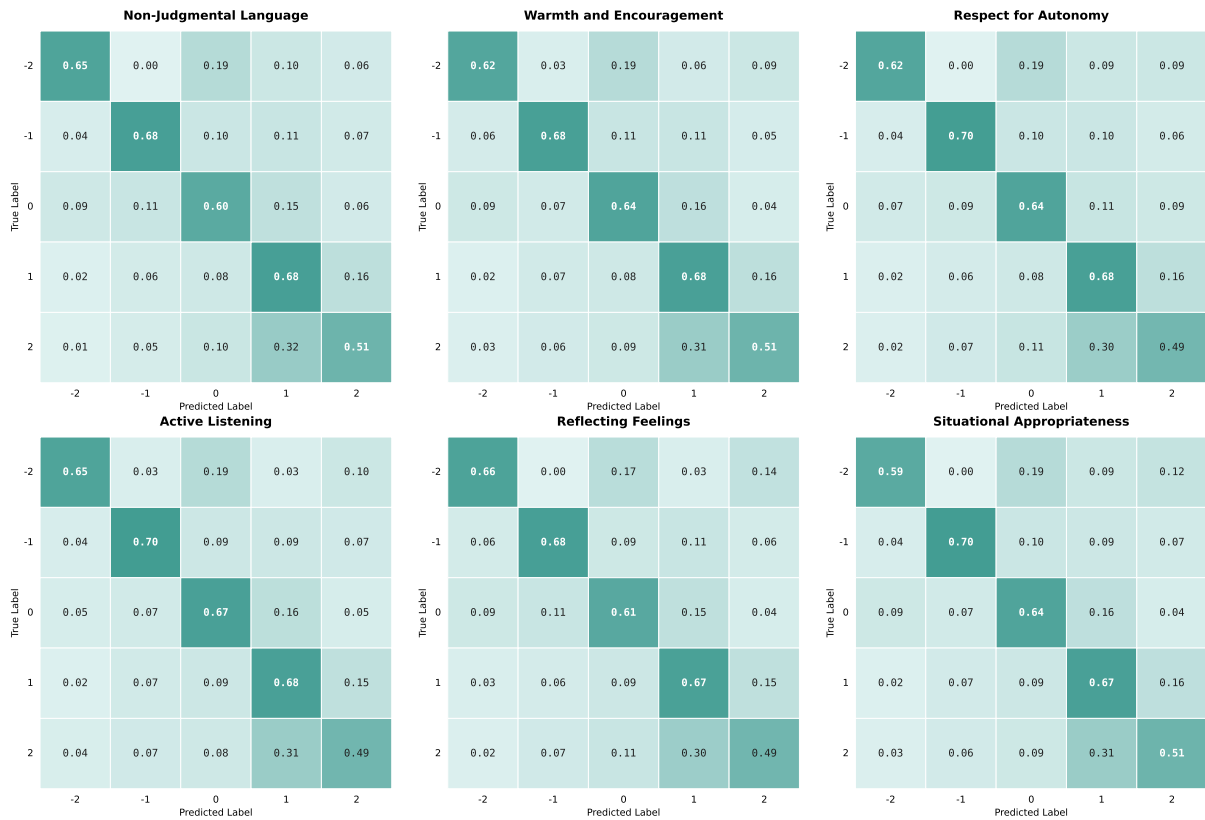 Non-Judgmental Language
Warmth and Encouragement
Respect for Autonomy
-2 0.65 0.00 0.19 0.10 0.06
-2 0.62 0.03 0.19 0.06 0.09
-2 0.62 0.00 0.19 0.09 0.09
-1 0.04 0.68 0.10 0.11 0.07
-1 0.06 0.68 0.11 0.11 0.05
-1 0.04 0.70 0.10 0.10 0.06
True Label
0 0.09 0.11 0.60 0.15 0.06
True Label
0 0.09 0.07 0.64 0.16 0.04
True Label
0 0.07 0.09 0.64 0.11 0.09
1 0.02 0.06 0.08 0.68 0.16
1 0.02 0.07 0.08 0.68 0.16
1 0.02 0.06 0.08 0.68 0.16
2 0.01 0.05 0.10 0.32 0.51
2 0.03 0.06 0.09 0.31 0.51
2 0.02 0.07 0.11 0.30 0.49
-2 -1 0 1 2
-2 -1 0 1 2
-2 -1 0 1 2
Predicted Label
Predicted Label
Predicted Label
Active Listening
Reflecting Feelings
Situational Appropriateness
-2 0.65 0.03 0.19 0.03 0.10
-2 0.66 0.00 0.17 0.03 0.14
-2 0.59 0.00 0.19 0.09 0.12
-1 0.04 0.70 0.09 0.09 0.07
-1 0.06 0.68 0.09 0.11 0.06
-1 0.04 0.70 0.10 0.09 0.07
True Label
0 0.05 0.07 0.67 0.16 0.05
True Label
0 0.09 0.11 0.61 0.15 0.04
True Label
0 0.09 0.07 0.64 0.16 0.04
1 0.02 0.07 0.09 0.68 0.15
1 0.03 0.06 0.09 0.67 0.15
1 0.02 0.07 0.09 0.67 0.16
2 0.04 0.07 0.08 0.31 0.49
2 0.02 0.07 0.11 0.30 0.49
2 0.03 0.06 0.09 0.31 0.51
-2 -1 0 1 2
-2 -1 0 1 2
-2 -1 0 1 2
Predicted Label
Predicted Label
Predicted Label